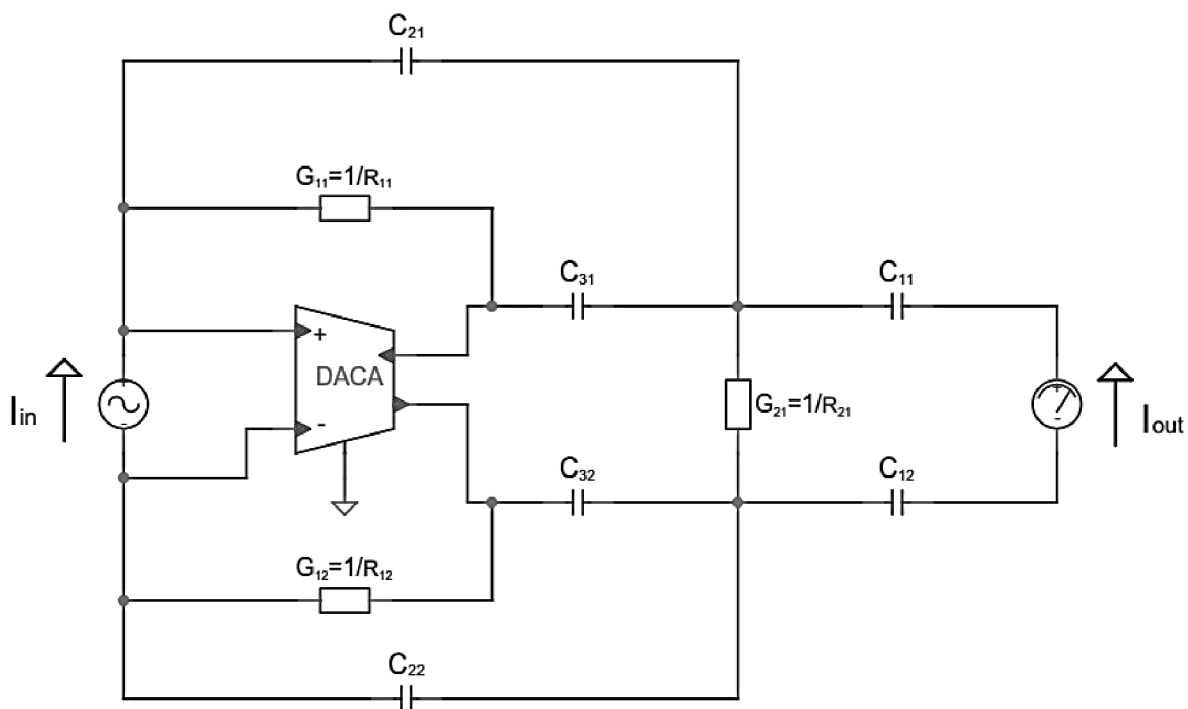 C₂₁
G₁₁=1/R₁₁
C₃₁
C₁₁
+
DACA
-
+
-
Iin
G₂₁=1/R₂₁
+
-
Iout
C₃₂
C₁₂
G₁₂=1/R₁₂
C₂₂